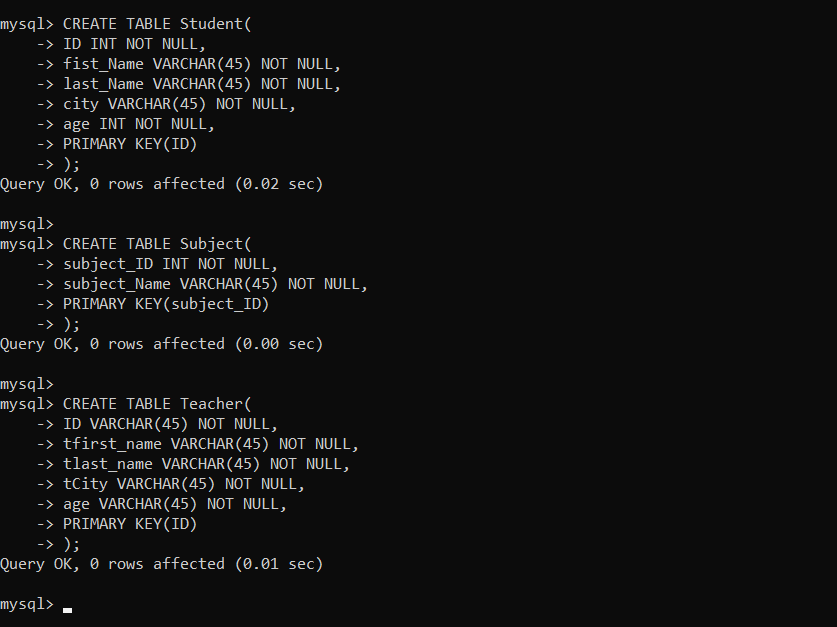 mysql> CREATE TABLE Student(
    -> ID INT NOT NULL,
    -> fist_Name VARCHAR(45) NOT NULL,
    -> last_Name VARCHAR(45) NOT NULL,
    -> city VARCHAR(45) NOT NULL,
    -> age INT NOT NULL,
    -> PRIMARY KEY(ID)
    -> );
Query OK, 0 rows affected (0.02 sec)

mysql>
mysql> CREATE TABLE Subject(
    -> subject_ID INT NOT NULL,
    -> subject_Name VARCHAR(45) NOT NULL,
    -> PRIMARY KEY(subject_ID)
    -> );
Query OK, 0 rows affected (0.00 sec)

mysql>
mysql> CREATE TABLE Teacher(
    -> ID VARCHAR(45) NOT NULL,
    -> tfirst_name VARCHAR(45) NOT NULL,
    -> tlast_name VARCHAR(45) NOT NULL,
    -> tCity VARCHAR(45) NOT NULL,
    -> age VARCHAR(45) NOT NULL,
    -> PRIMARY KEY(ID)
    -> );
Query OK, 0 rows affected (0.01 sec)

mysql>